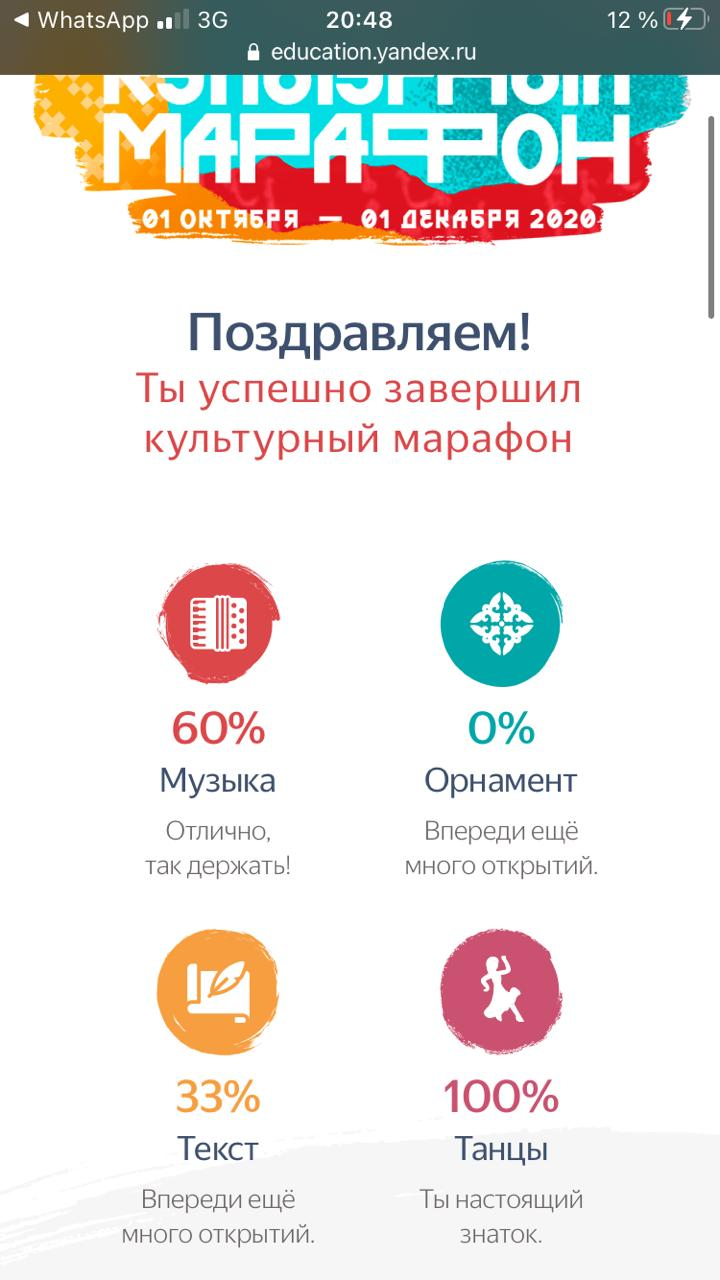 WhatsApp 3G 20:48 12 %
education.yandex.ru
КУЛЬТУРНЫЙ
МАРАФОН
01 ОКТЯБРЯ — 01 ДЕКАБРЯ 2020
Поздравляем!
Ты успешно завершил
культурный марафон
60% 0%
Музыка Орнамент
Отлично, Впереди ещё
так держать! много открытий.
33% 100%
Текст Танцы
Впереди ещё Ты настоящий
много открытий. знаток.